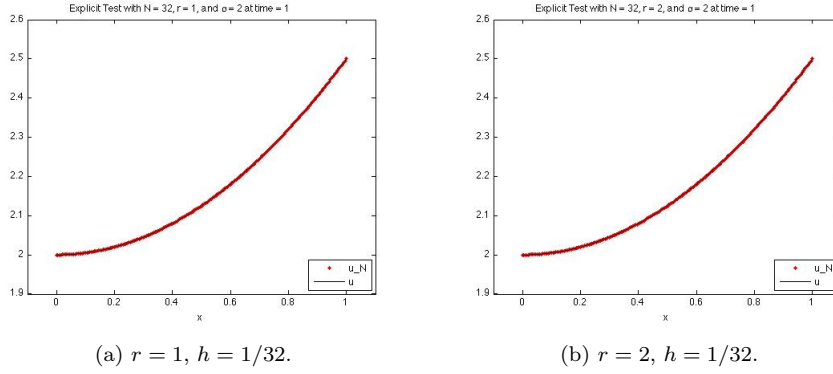 Explicit Test with N = 32, r = 1, and σ = 2 at time = 1
2.6
2.5
2.4
2.3
2.2
2.1
2
1.9
0
0.2
0.4
0.6
0.8
1
x
u_N
u
(a) r = 1, h = 1/32.
Explicit Test with N = 32, r = 2, and σ = 2 at time = 1
2.6
2.5
2.4
2.3
2.2
2.1
2
1.9
0
0.2
0.4
0.6
0.8
1
x
u_N
u
(b) r = 2, h = 1/32.